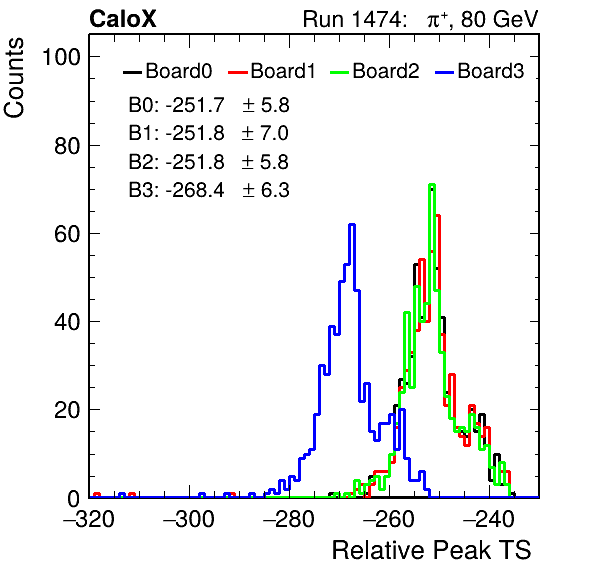 CaloX Run 1474: π⁺, 80 GeV
Counts
100
80
60
40
20
0
Board0 Board1 Board2 Board3
B0: -251.7 ± 5.8
B1: -251.8 ± 7.0
B2: -251.8 ± 5.8
B3: -268.4 ± 6.3
−320 −300 −280 −260 −240
Relative Peak TS